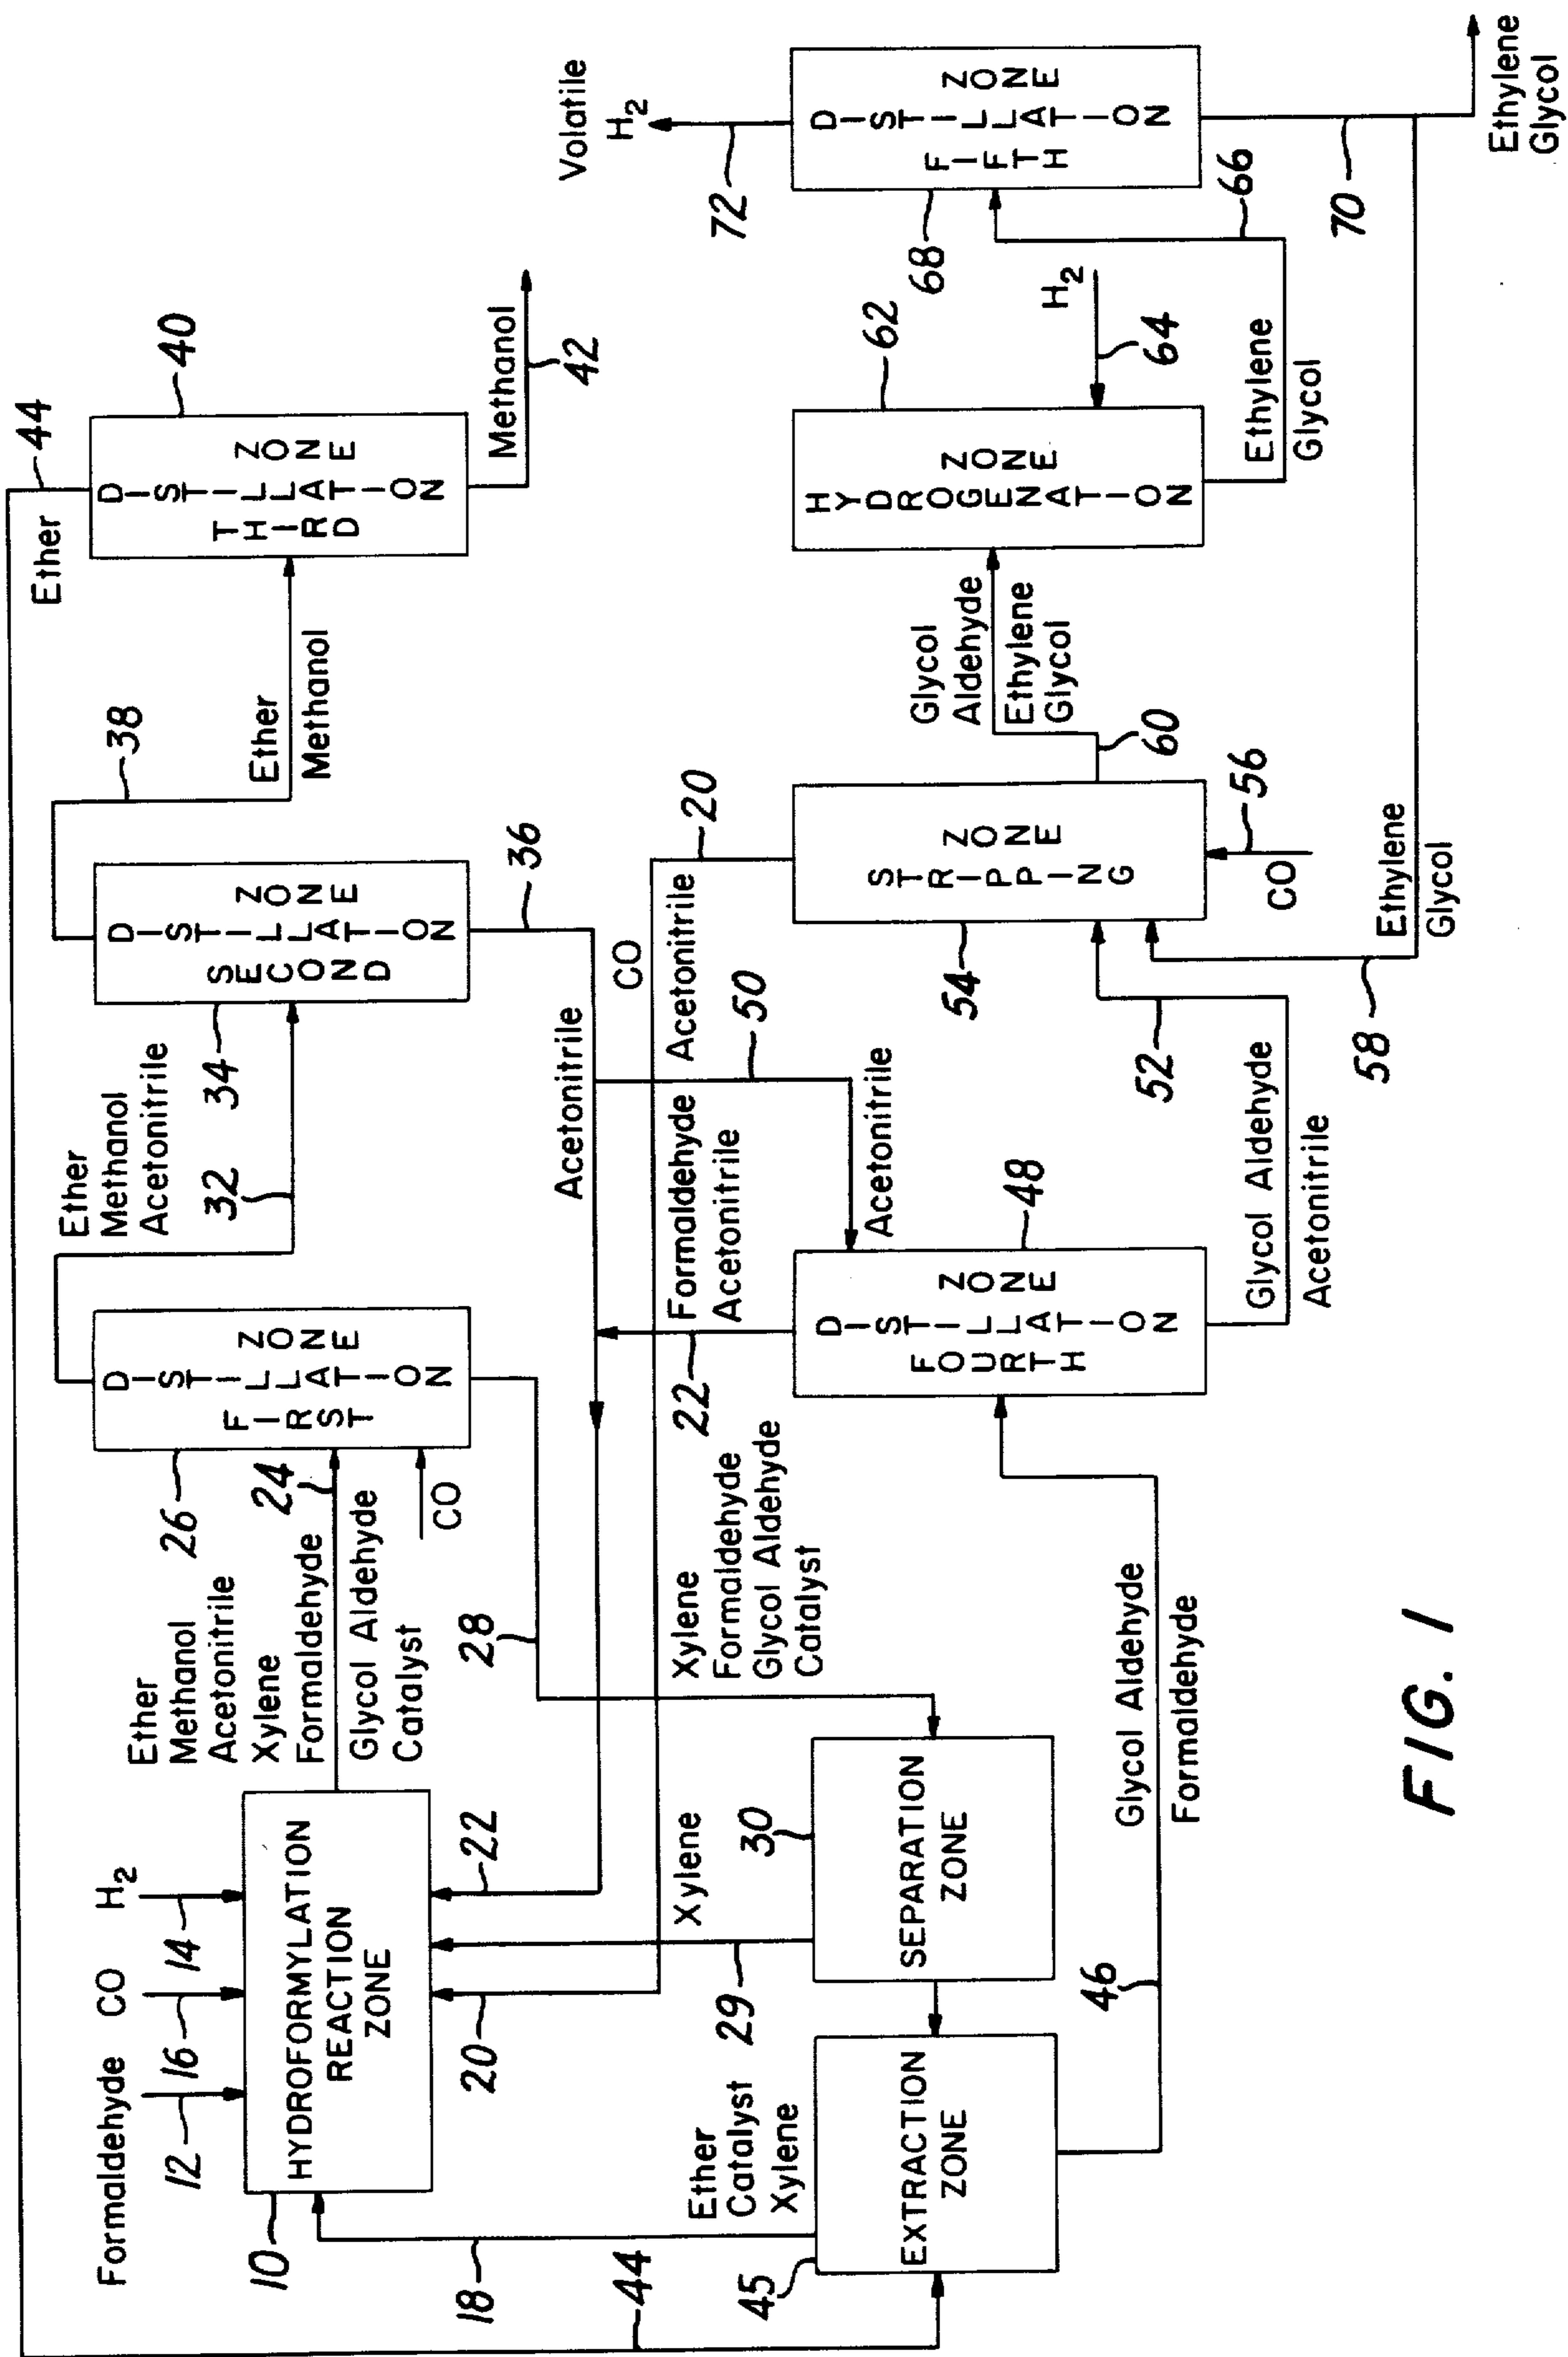 Formaldehyde
CO
H2
12
16
14
10
HYDROFORMYLATION
REACTION
ZONE
Ether
Methanol
Acetonitrile
Xylene
Formaldehyde
Glycol Aldehyde
Catalyst
24
CO
26
FIRST
DISTILLATION
ZONE
Ether
Methanol
Acetonitrile
32
34
SECOND
DISTILLATION
ZONE
38
Ether
Methanol
Ether
44
THIRD
DISTILLATION
ZONE
40
Methanol
42
36
Acetonitrile
28
18
20
22
29
Xylene
Ether
Catalyst
Xylene
44
45
EXTRACTION
ZONE
30
SEPARATION
ZONE
Xylene
Formaldehyde
Glycol Aldehyde
Catalyst
46
Glycol Aldehyde
Formaldehyde
22
Formaldehyde
Acetonitrile
FOURTH
DISTILLATION
ZONE
48
Acetonitrile
50
Glycol Aldehyde
Acetonitrile
52
CO
Acetonitrile
20
54
STRIPPING
ZONE
CO
56
58
Ethylene
Glycol
60
Glycol
Aldehyde
Ethylene
Glycol
HYDROGENATION
ZONE
62
H2
64
Ethylene
Glycol
66
68
FIFTH
DISTILLATION
ZONE
72
Volatile
H2
70
Ethylene
Glycol
FIG. 1